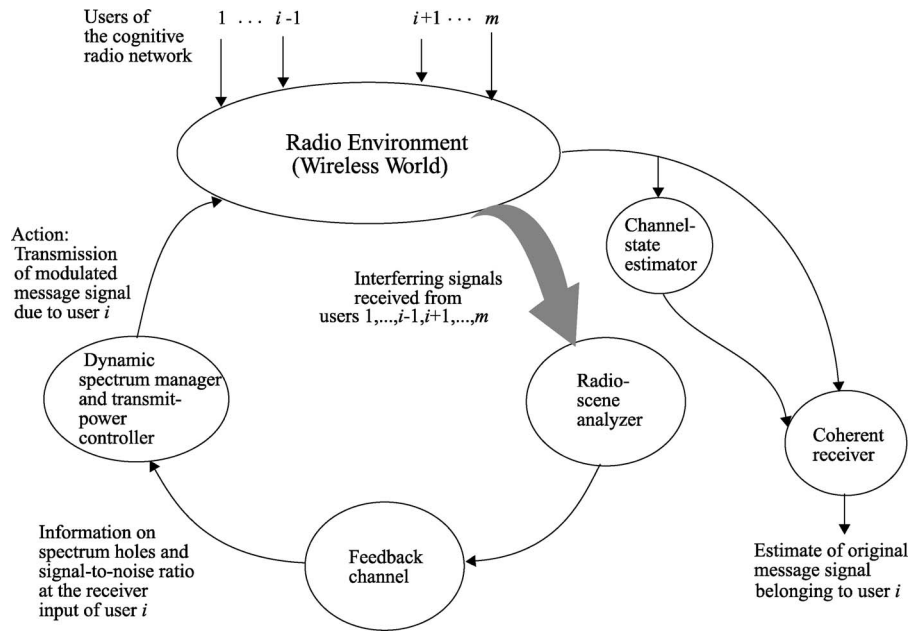 Users of
the cognitive
radio network
1 . . . i -1
i+1 · · · m
Radio Environment
(Wireless World)
Action:
Transmission
of modulated
message signal
due to user i
Interferring signals
received from
users 1,...,i-1,i+1,...,m
Channel-
state
estimator
Dynamic
spectrum manager
and transmit-
power
controller
Radio-
scene
analyzer
Coherent
receiver
Information on
spectrum holes and
signal-to-noise ratio
at the receiver
input of user i
Feedback
channel
Estimate of original
message signal
belonging to user i